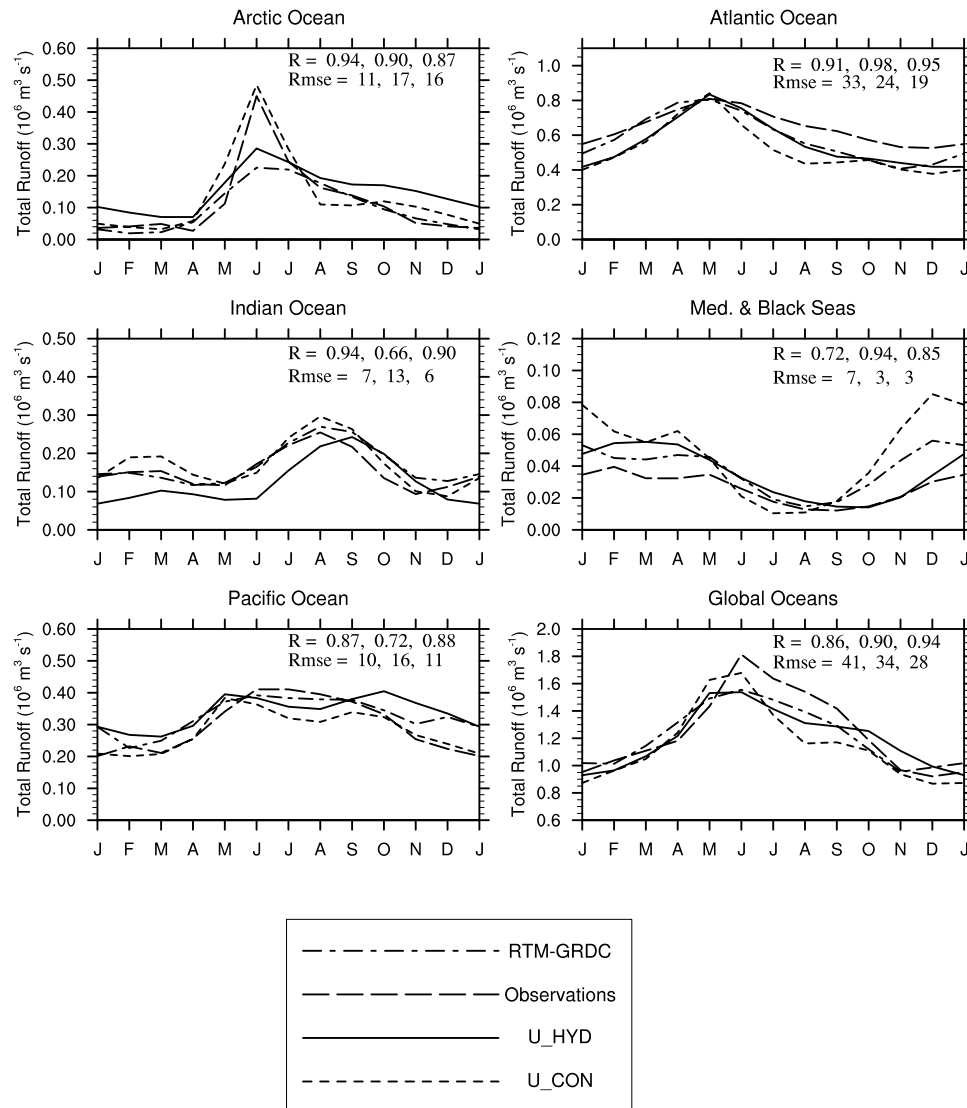 Arctic Ocean
Total Runoff (10⁶ m³ s⁻¹)
0.60
0.50
0.40
0.30
0.20
0.10
0.00
R = 0.94, 0.90, 0.87
Rmse = 11, 17, 16
J F M A M J J A S O N D J
Atlantic Ocean
Total Runoff (10⁶ m³ s⁻¹)
1.0
0.8
0.6
0.4
0.2
0.0
R = 0.91, 0.98, 0.95
Rmse = 33, 24, 19
J F M A M J J A S O N D J
Indian Ocean
Total Runoff (10⁶ m³ s⁻¹)
0.50
0.40
0.30
0.20
0.10
0.00
R = 0.94, 0.66, 0.90
Rmse = 7, 13, 6
J F M A M J J A S O N D J
Med. & Black Seas
Total Runoff (10⁶ m³ s⁻¹)
0.12
0.10
0.08
0.06
0.04
0.02
0.00
R = 0.72, 0.94, 0.85
Rmse = 7, 3, 3
J F M A M J J A S O N D J
Pacific Ocean
Total Runoff (10⁶ m³ s⁻¹)
0.60
0.50
0.40
0.30
0.20
0.10
0.00
R = 0.87, 0.72, 0.88
Rmse = 10, 16, 11
J F M A M J J A S O N D J
Global Oceans
Total Runoff (10⁶ m³ s⁻¹)
2.0
1.8
1.6
1.4
1.2
1.0
0.8
0.6
R = 0.86, 0.90, 0.94
Rmse = 41, 34, 28
J F M A M J J A S O N D J
RTM-GRDC
Observations
U_HYD
U_CON